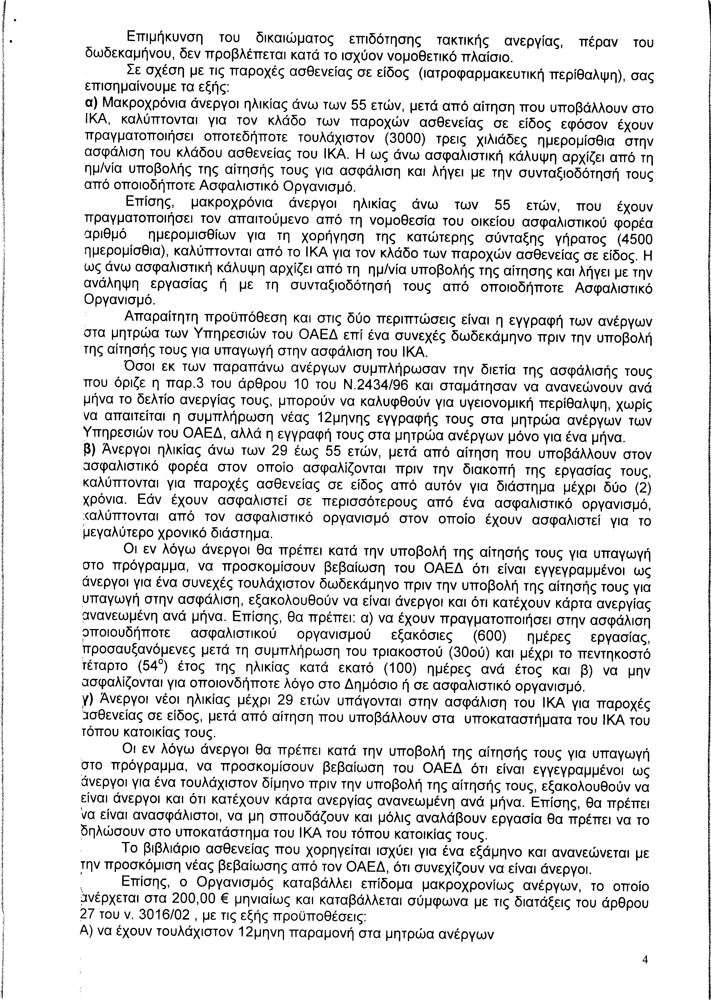 Επιμήκυνση του δικαιώματος επιδότησης τακτικής ανεργίας, πέραν του
δωδεκαμήνου, δεν προβλέπεται κατά το ισχύον νομοθετικό πλαίσιο.
Σε σχέση με τις παροχές ασθενείας σε είδος (ιατροφαρμακευτική περίθαλψη), σας
επισημαίνουμε τα εξής:
α) Μακροχρόνια άνεργοι ηλικίας άνω των 55 ετών, μετά από αίτηση που υποβάλλουν στο
ΙΚΑ, καλύπτονται για τον κλάδο των παροχών ασθενείας σε είδος εφόσον έχουν
πραγματοποιήσει οποτεδήποτε τουλάχιστον (3000) τρεις χιλιάδες ημερομίσθια στην
ασφάλιση του κλάδου ασθενείας του ΙΚΑ. Η ως άνω ασφαλιστική κάλυψη αρχίζει από τη
ημ/νία υποβολής της αίτησής τους για ασφάλιση και λήγει με την συνταξιοδότησή τους
από οποιοδήποτε Ασφαλιστικό Οργανισμό.
Επίσης, μακροχρόνια άνεργοι ηλικίας άνω των 55 ετών, που έχουν
πραγματοποιήσει τον απαιτούμενο από τη νομοθεσία του οικείου ασφαλιστικού φορέα
αριθμό ημερομισθίων για τη χορήγηση της κατώτερης σύνταξης γήρατος (4500
ημερομίσθια), καλύπτονται από το ΙΚΑ για τον κλάδο των παροχών ασθενείας σε είδος. Η
ως άνω ασφαλιστική κάλυψη αρχίζει από τη ημ/νία υποβολής της αίτησης και λήγει με την
ανάληψη εργασίας ή με τη συνταξιοδότησή τους από οποιοδήποτε Ασφαλιστικό
Οργανισμό.
Απαραίτητη προϋπόθεση και στις δύο περιπτώσεις είναι η εγγραφή των ανέργων
στα μητρώα των Υπηρεσιών του ΟΑΕΔ επί ένα συνεχές δωδεκάμηνο πριν την υποβολή
της αίτησής τους για υπαγωγή στην ασφάλιση του ΙΚΑ.
Όσοι εκ των παραπάνω ανέργων συμπλήρωσαν την διετία της ασφάλισής τους
που όριζε η παρ.3 του άρθρου 10 του Ν.2434/96 και σταμάτησαν να ανανεώνουν ανά
μήνα το δελτίο ανεργίας τους, μπορούν να καλυφθούν για υγειονομική περίθαλψη, χωρίς
να απαιτείται η συμπλήρωση νέας 12μηνης εγγραφής τους στα μητρώα ανέργων των
Υπηρεσιών του ΟΑΕΔ, αλλά η εγγραφή τους στα μητρώα ανέργων μόνο για ένα μήνα.
β) Άνεργοι ηλικίας άνω των 29 έως 55 ετών, μετά από αίτηση που υποβάλλουν στον
ασφαλιστικό φορέα στον οποίο ασφαλίζονται πριν την διακοπή της εργασίας τους,
καλύπτονται για παροχές ασθενείας σε είδος από αυτόν για διάστημα μέχρι δύο (2)
χρόνια. Εάν έχουν ασφαλιστεί σε περισσότερους από ένα ασφαλιστικό οργανισμό,
καλύπτονται από τον ασφαλιστικό οργανισμό στον οποίο έχουν ασφαλιστεί για το
μεγαλύτερο χρονικό διάστημα.
Οι εν λόγω άνεργοι θα πρέπει κατά την υποβολή της αίτησής τους για υπαγωγή
στο πρόγραμμα, να προσκομίσουν βεβαίωση του ΟΑΕΔ ότι είναι εγγεγραμμένοι ως
άνεργοι για ένα συνεχές τουλάχιστον δωδεκάμηνο πριν την υποβολή της αίτησής τους για
υπαγωγή στην ασφάλιση, εξακολουθούν να είναι άνεργοι και ότι κατέχουν κάρτα ανεργίας
ανανεωμένη ανά μήνα. Επίσης, θα πρέπει: α) να έχουν πραγματοποιήσει στην ασφάλιση
οποιουδήποτε ασφαλιστικού οργανισμού εξακόσιες (600) ημέρες εργασίας,
προσαυξανόμενες μετά τη συμπλήρωση του τριακοστού (30ού) και μέχρι το πεντηκοστό
τέταρτο (54º) έτος της ηλικίας κατά εκατό (100) ημέρες ανά έτος και β) να μην
ασφαλίζονται για οποιονδήποτε λόγο στο Δημόσιο ή σε ασφαλιστικό οργανισμό.
γ) Άνεργοι νέοι ηλικίας μέχρι 29 ετών υπάγονται στην ασφάλιση του ΙΚΑ για παροχές
ασθενείας σε είδος, μετά από αίτηση που υποβάλλουν στα υποκαταστήματα του ΙΚΑ του
τόπου κατοικίας τους.
Οι εν λόγω άνεργοι θα πρέπει κατά την υποβολή της αίτησής τους για υπαγωγή
στο πρόγραμμα, να προσκομίσουν βεβαίωση του ΟΑΕΔ ότι είναι εγγεγραμμένοι ως
άνεργοι για ένα τουλάχιστον δίμηνο πριν την υποβολή της αίτησής τους, εξακολουθούν να
είναι άνεργοι και ότι κατέχουν κάρτα ανεργίας ανανεωμένη ανά μήνα. Επίσης, θα πρέπει
να είναι ανασφάλιστοι, να μη σπουδάζουν και μόλις αναλάβουν εργασία θα πρέπει να το
δηλώσουν στο υποκατάστημα του ΙΚΑ του τόπου κατοικίας τους.
Το βιβλιάριο ασθενείας που χορηγείται ισχύει για ένα εξάμηνο και ανανεώνεται με
την προσκόμιση νέας βεβαίωσης από τον ΟΑΕΔ, ότι συνεχίζουν να είναι άνεργοι.
Επίσης, ο Οργανισμός καταβάλλει επίδομα μακροχρονίως ανέργων, το οποίο
ανέρχεται στα 200,00 € μηνιαίως και καταβάλλεται σύμφωνα με τις διατάξεις του άρθρου
27 του ν. 3016/02 , με τις εξής προϋποθέσεις:
Α) να έχουν τουλάχιστον 12μηνη παραμονή στα μητρώα ανέργων
4